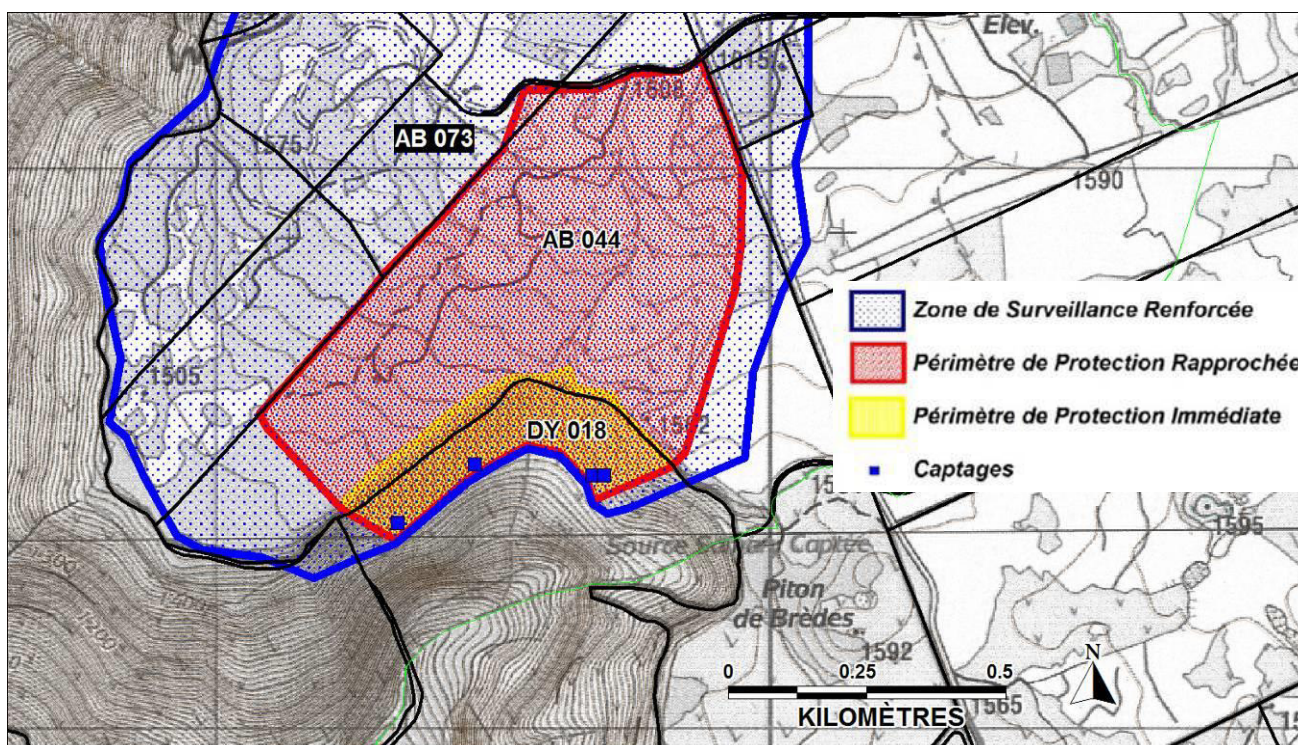 Elev.
1608
AB 073
1575
1590
AB 044
Zone de Surveillance Renforcée
Périmètre de Protection Rapprochée
Périmètre de Protection Immédiate
Captages
1505
DY 018
1595
Piton
de Brèdes
1592
N
0
0.25
0.5
KILOMÈTRES
1565